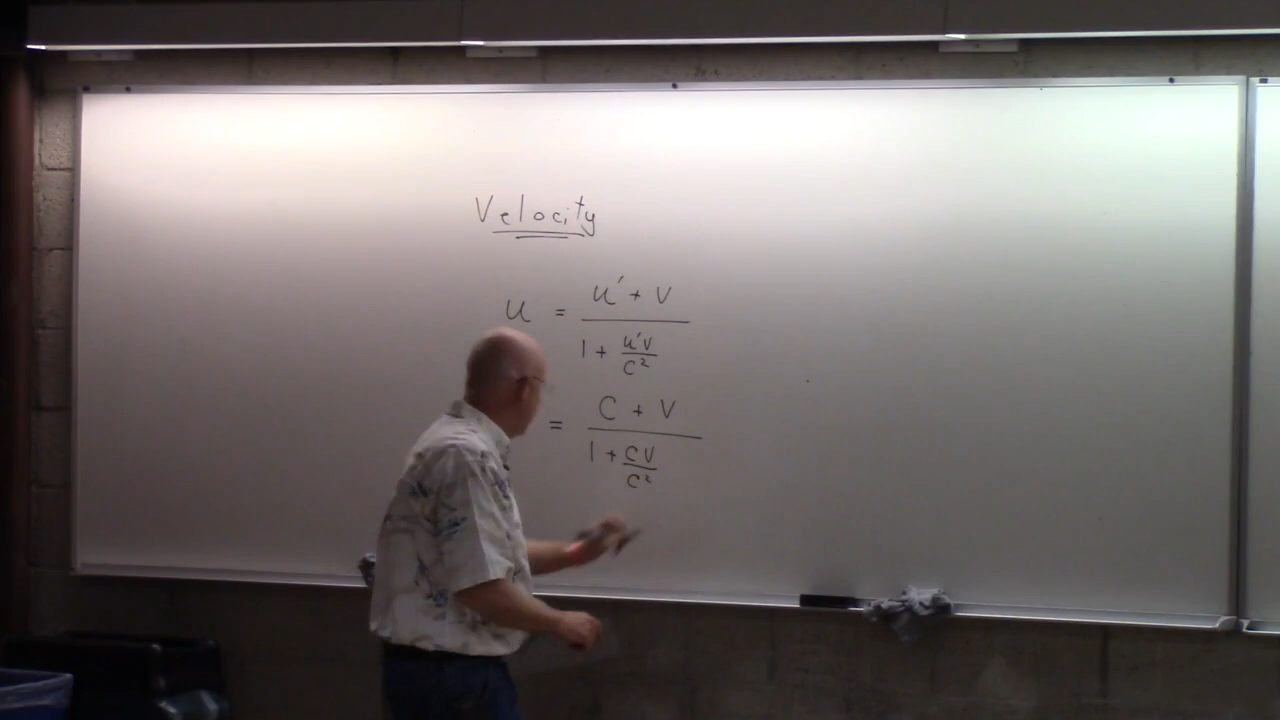 Velocity
u = (u' + v) / (1 + u'v/c²)
= (c + v) / (1 + cv/c²)